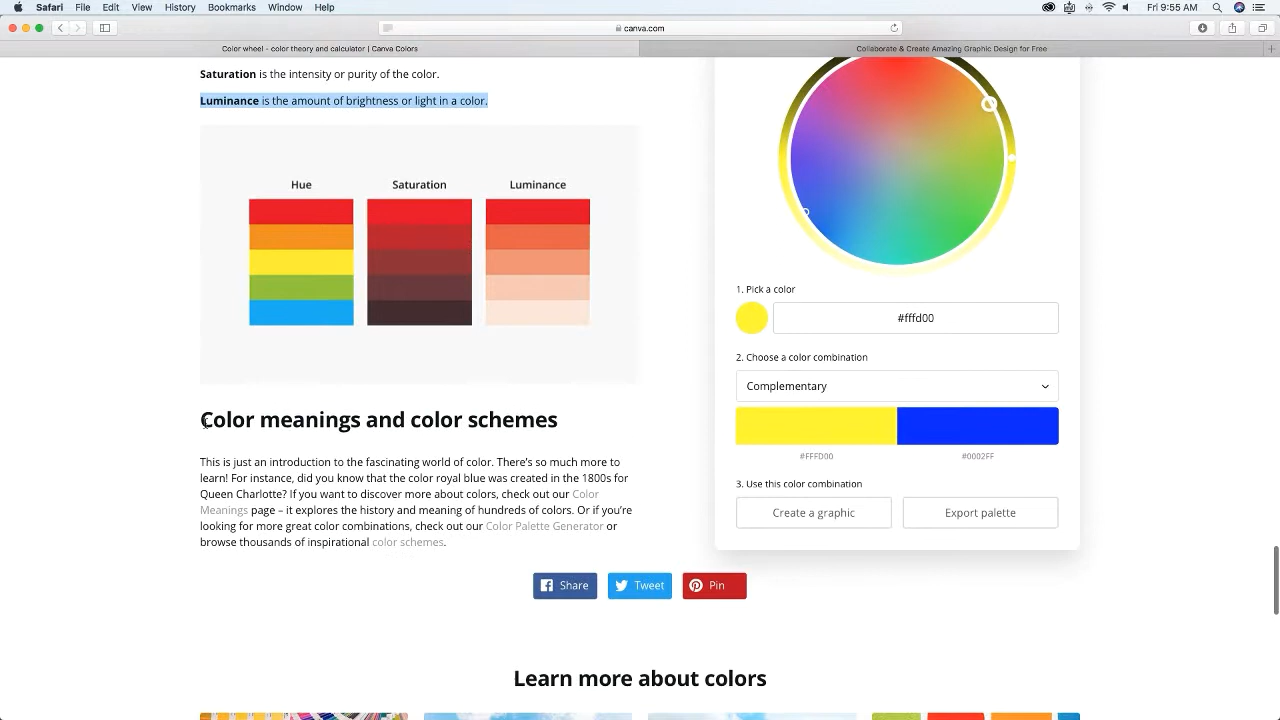 Safari File Edit View History Bookmarks Window Help Fri 9:55 AM
canva.com
Color wheel - color theory and calculator | Canva Colors
Collaborate & Create Amazing Graphic Design for Free
Saturation is the intensity or purity of the color.
Luminance is the amount of brightness or light in a color.
Hue Saturation Luminance
Color meanings and color schemes
This is just an introduction to the fascinating world of color. There's so much more to
learn! For instance, did you know that the color royal blue was created in the 1800s for
Queen Charlotte? If you want to discover more about colors, check out our Color
Meanings page – it explores the history and meaning of hundreds of colors. Or if you're
looking for more great color combinations, check out our Color Palette Generator or
browse thousands of inspirational color schemes.
1. Pick a color
#fffd00
2. Choose a color combination
Complementary
#FFFD00 #0002FF
3. Use this color combination
Create a graphic Export palette
Share Tweet Pin
Learn more about colors